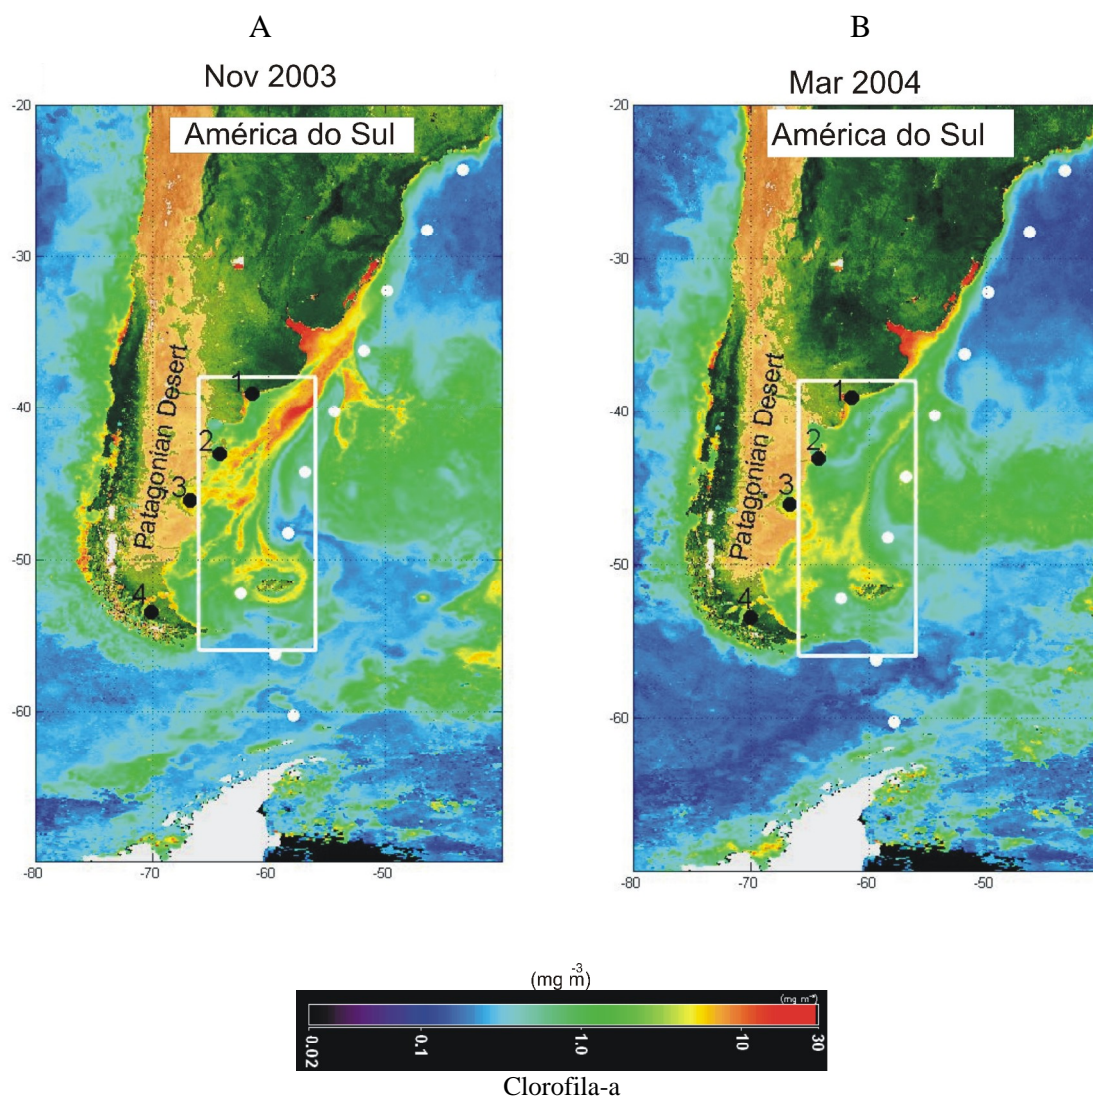 A
B
Nov 2003
Mar 2004
América do Sul
América do Sul
-20
-30
-40
-50
-60
-80
-70
-60
-50
Patagonian Desert
1
2
3
4
-20
-30
-40
-50
-60
-80
-70
-60
-50
Patagonian Desert
1
2
3
4
(mg m-3)
(mg m-3)
0.02
0.1
1.0
10
30
Clorofila-a